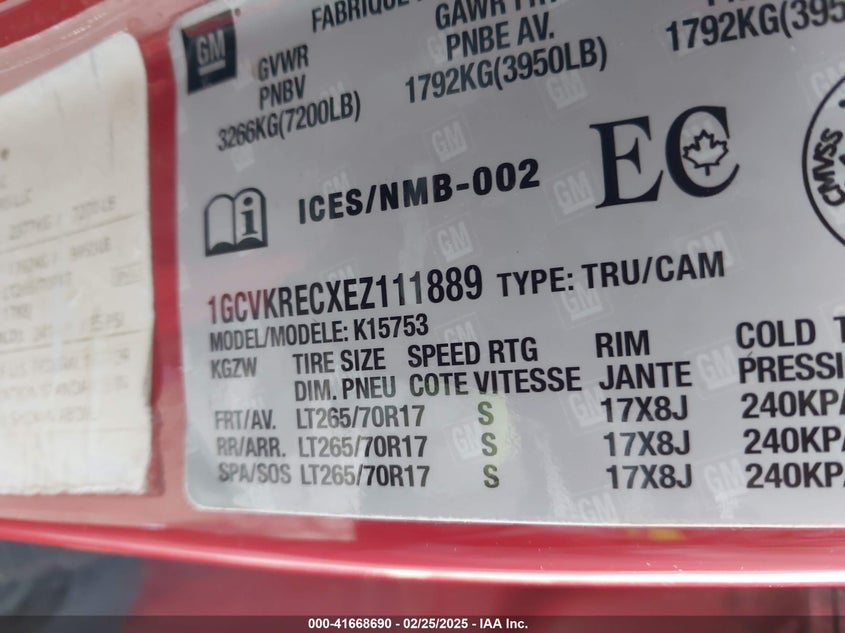 GM
FABRIQUE
GVWR
PNBV
3266KG(7200LB)
PNBE AV.
1792KG(3950LB)
1792KG(395
ICES/NMB-002
EC
CMVSS
1GCVKRECXEZ111889 TYPE: TRU/CAM
MODEL/MODÈLE: K15753
KGZW TIRE SIZE SPEED RTG RIM COLD
DIM. PNEU COTE VITESSE JANTE PRESSI
FRT/AV. LT265/70R17 S 17X8J 240KPA
RR/ARR. LT265/70R17 S 17X8J 240KPA
SPA/SOS LT265/70R17 S 17X8J 240KPA
000-41668690 - 02/25/2025 - IAA Inc.